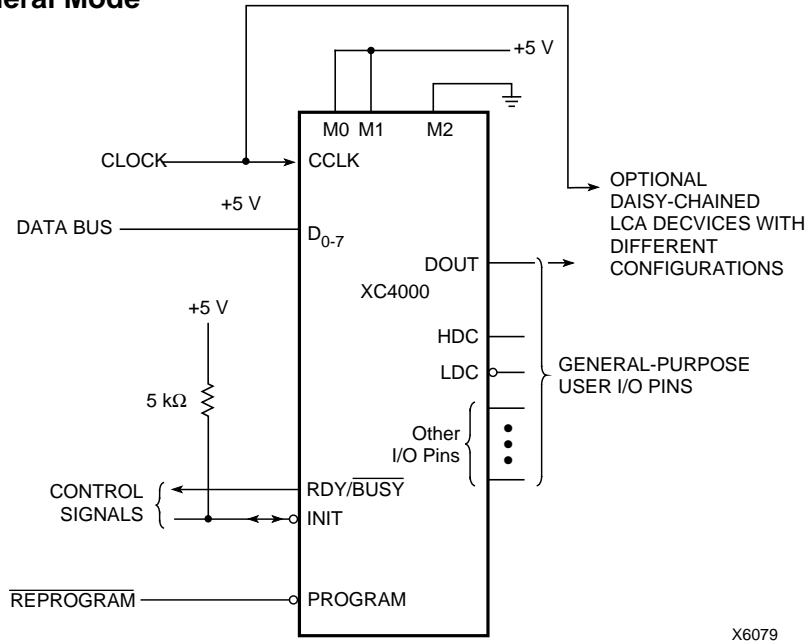 neral Mode
+5 V
M0 M1 M2
CLOCK
CCLK
+5 V
DATA BUS
D0-7
OPTIONAL
DAISY-CHAINED
LCA DECVICES WITH
DIFFERENT
CONFIGURATIONS
DOUT
XC4000
+5 V
HDC
LDC
GENERAL-PURPOSE
USER I/O PINS
5 kΩ
Other
I/O Pins
CONTROL
SIGNALS
RDY/BUSY
INIT
REPROGRAM
PROGRAM
X6079